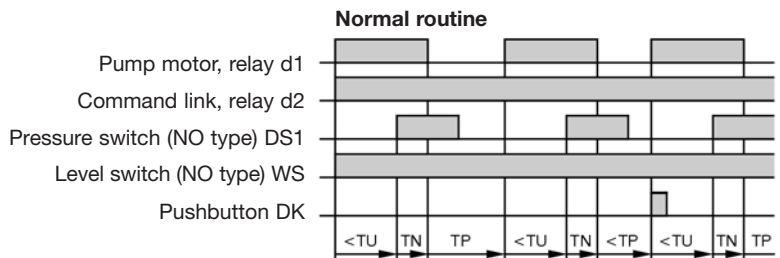 Normal routine
Pump motor, relay d1
Command link, relay d2
Pressure switch (NO type) DS1
Level switch (NO type) WS
Pushbutton DK
<TU TN TP <TU TN <TP <TU TN TP